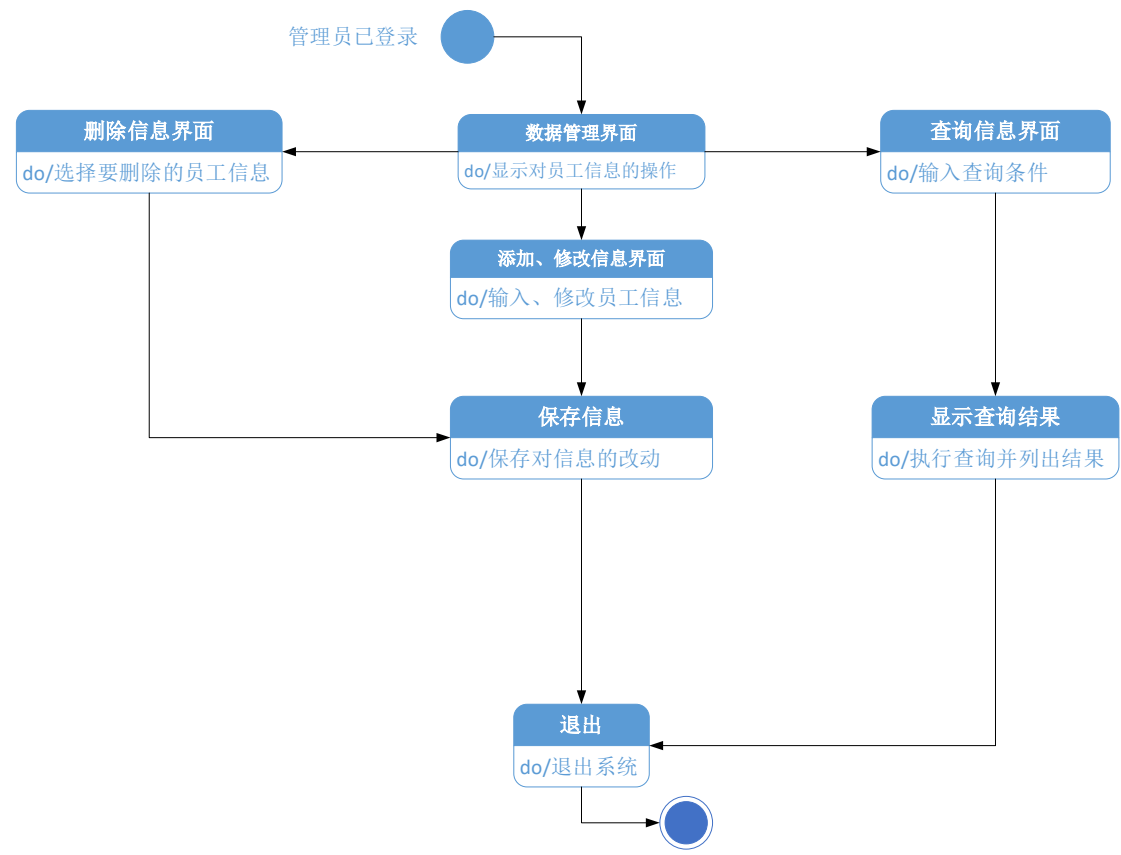 管理员已登录
删除信息界面
do/选择要删除的员工信息
数据管理界面
do/显示对员工信息的操作
查询信息界面
do/输入查询条件
添加、修改信息界面
do/输入、修改员工信息
保存信息
do/保存对信息的改动
显示查询结果
do/执行查询并列出结果
退出
do/退出系统